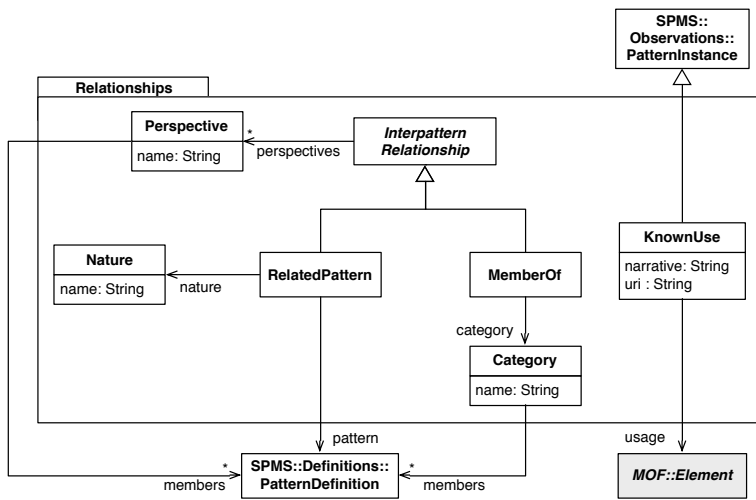 SPMS::
Observations::
PatternInstance
Relationships
Perspective
name: String
*
perspectives
Interpattern
Relationship
Nature
name: String
nature
RelatedPattern
MemberOf
KnownUse
narrative: String
uri : String
category
Category
name: String
pattern
usage
*
members
SPMS::Definitions::
PatternDefinition
*
members
MOF::Element